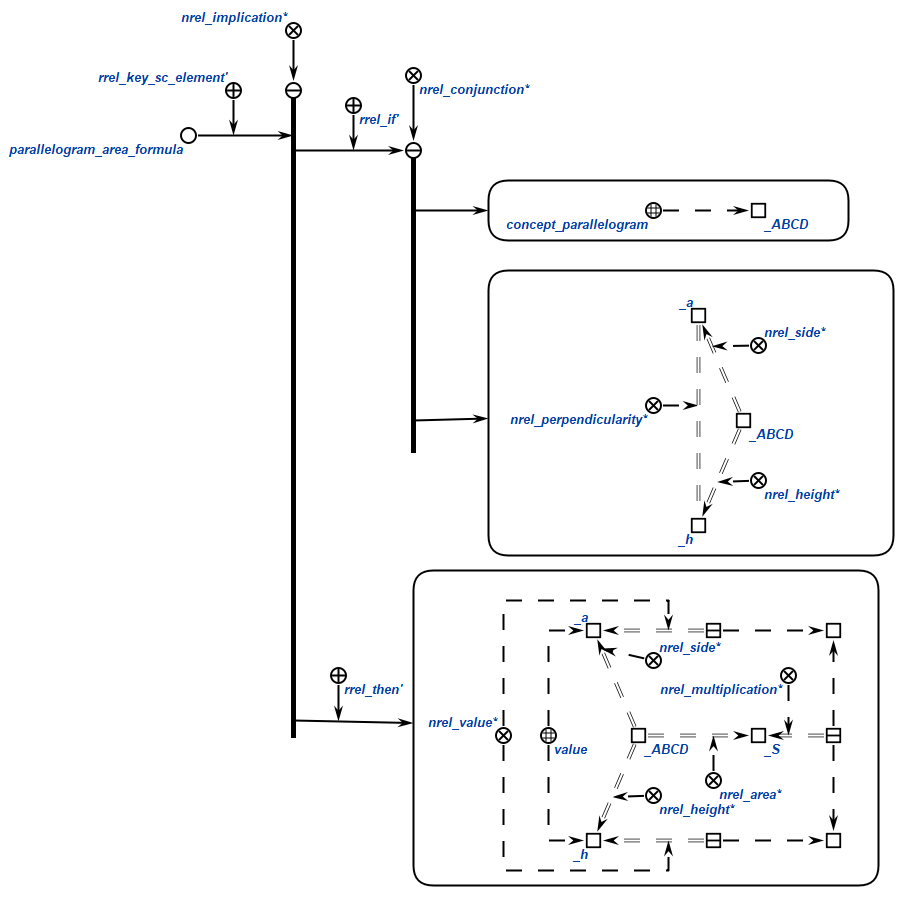 nrel_implication*
rrel_key_sc_element'
nrel_conjunction*
rrel_if'
parallelogram_area_formula
concept_parallelogram
_ABCD
_a
nrel_side*
nrel_perpendicularity*
_ABCD
nrel_height*
_h
_a
nrel_side*
rrel_then'
nrel_multiplication*
nrel_value*
value
_ABCD
_S
nrel_area*
nrel_height*
_h